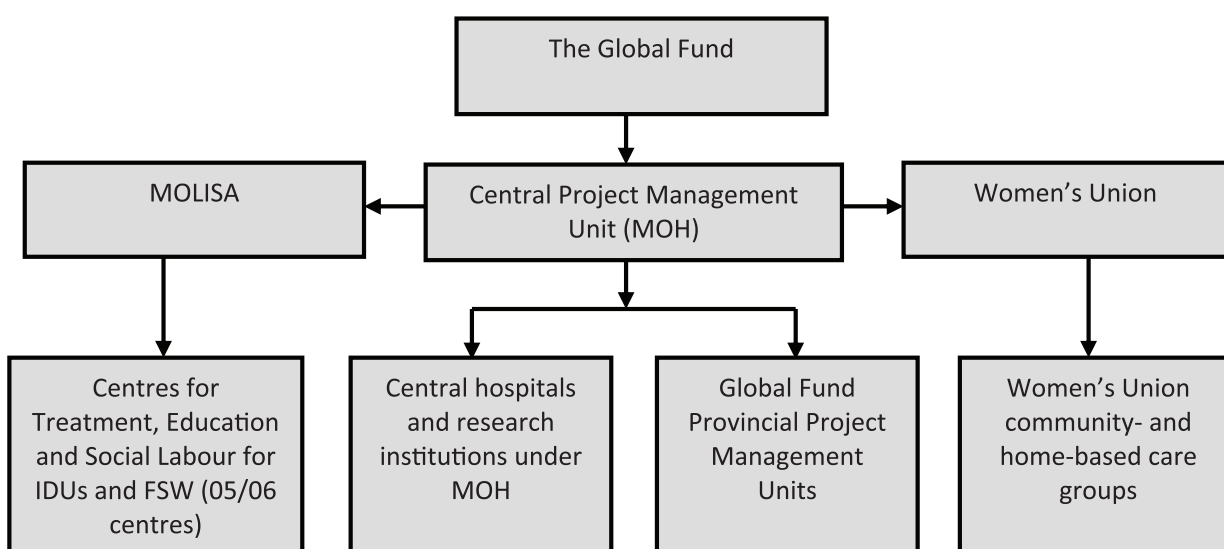 The Global Fund
MOLISA
Central Project Management
Unit (MOH)
Women’s Union
Centres for
Treatment, Education
and Social Labour for
IDUs and FSW (05/06
centres)
Central hospitals
and research
institutions under
MOH
Global Fund
Provincial Project
Management
Units
Women’s Union
community- and
home-based care
groups